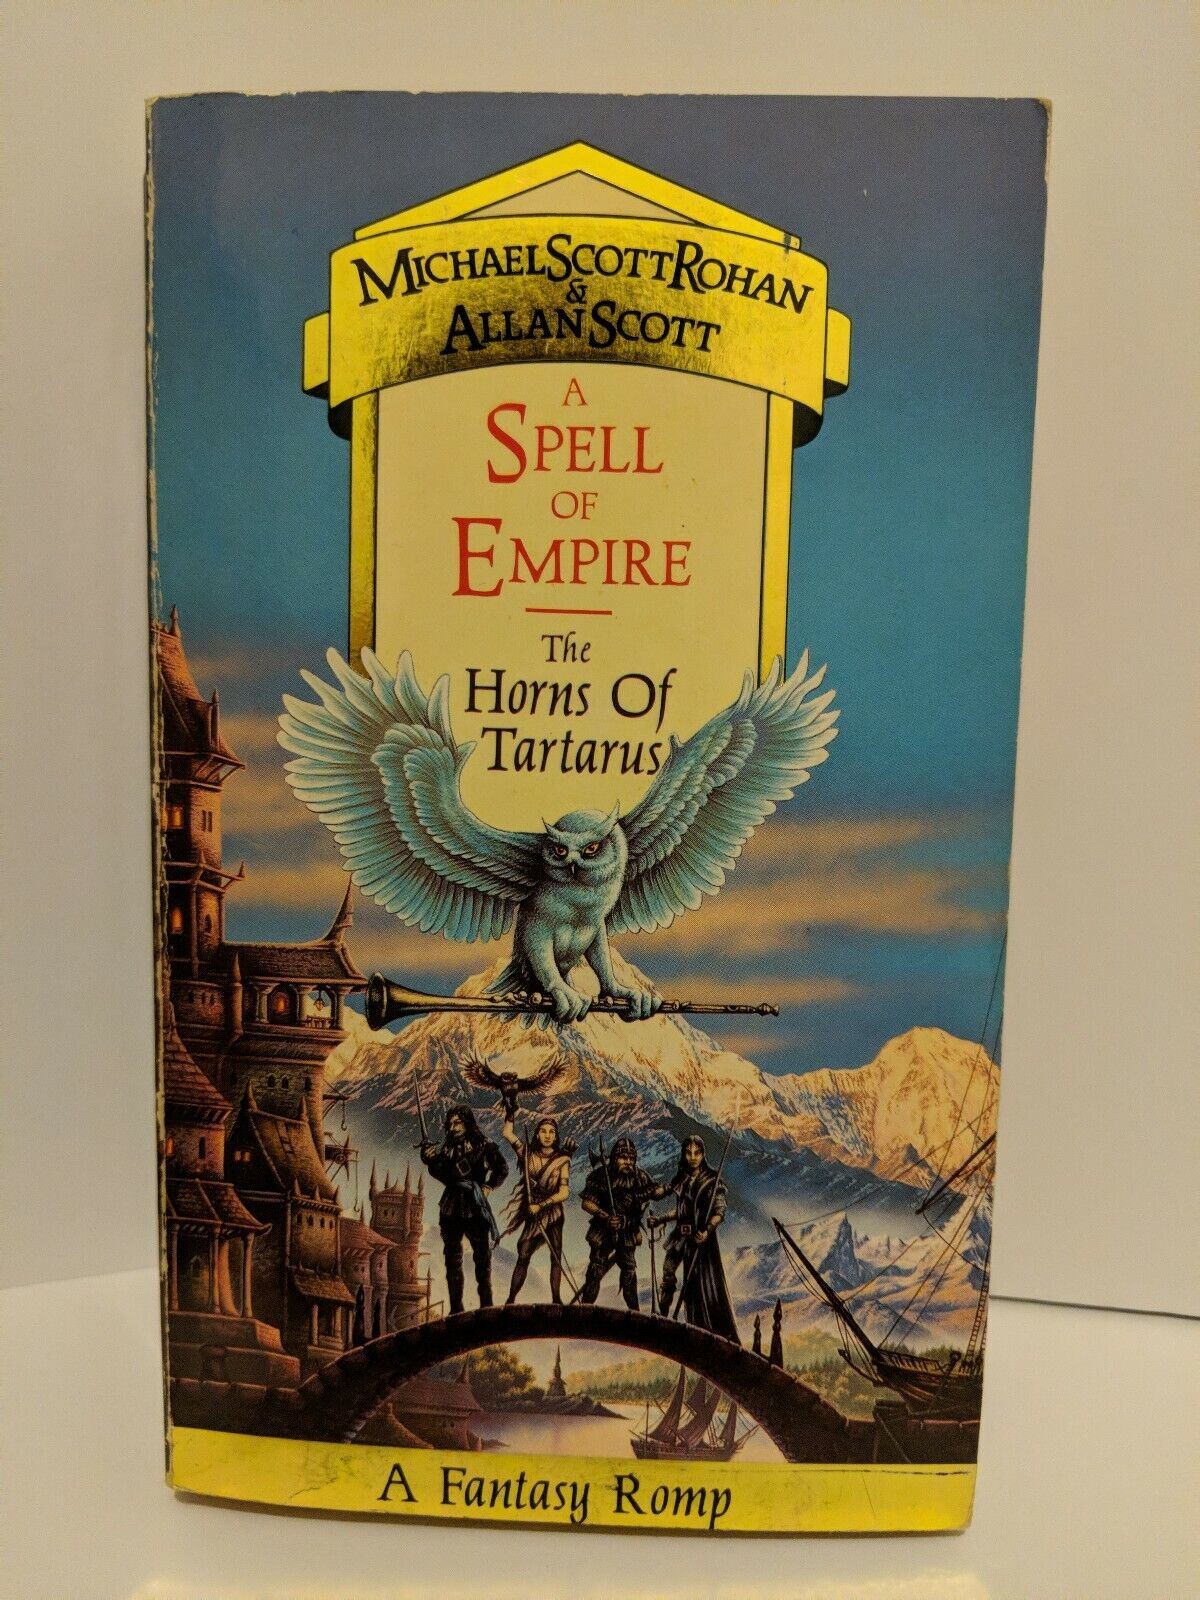 MICHAEL SCOTT ROHAN
&
ALLAN SCOTT
A
SPELL
OF
EMPIRE
The
Horns Of
Tartarus
A Fantasy Romp